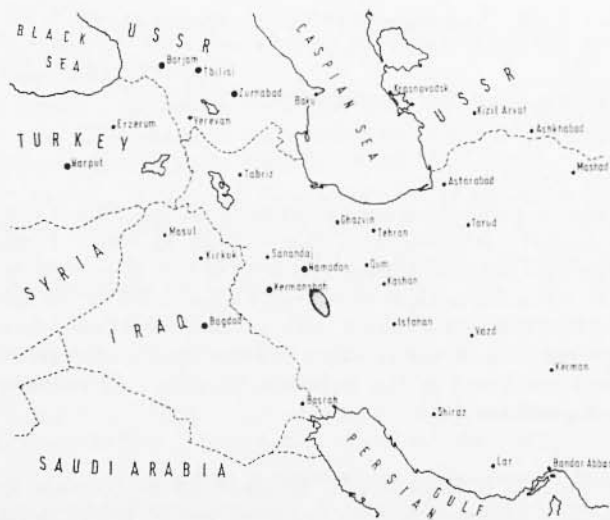 BLACK SEA
USSR
Borjom
Tbilisi
Zurnabad
CASPIAN SEA
Baku
Krasnovodsk
USSR
Kizil Arvat
Ashkhabad
Erzerum
Yerevan
TURKEY
Harput
Tabriz
Mashad
Astarabad
Ghazvin
Tehran
Tarud
Mosul
Kirkok
Sanandaj
Hamadan
Qum
Kermanshah
Kashan
SYRIA
IRAQ
Bagdad
Isfahan
Yazd
Kerman
Basrah
Shiraz
SAUDI ARABIA
PERSIAN GULF
Lar
Bandar Abbas